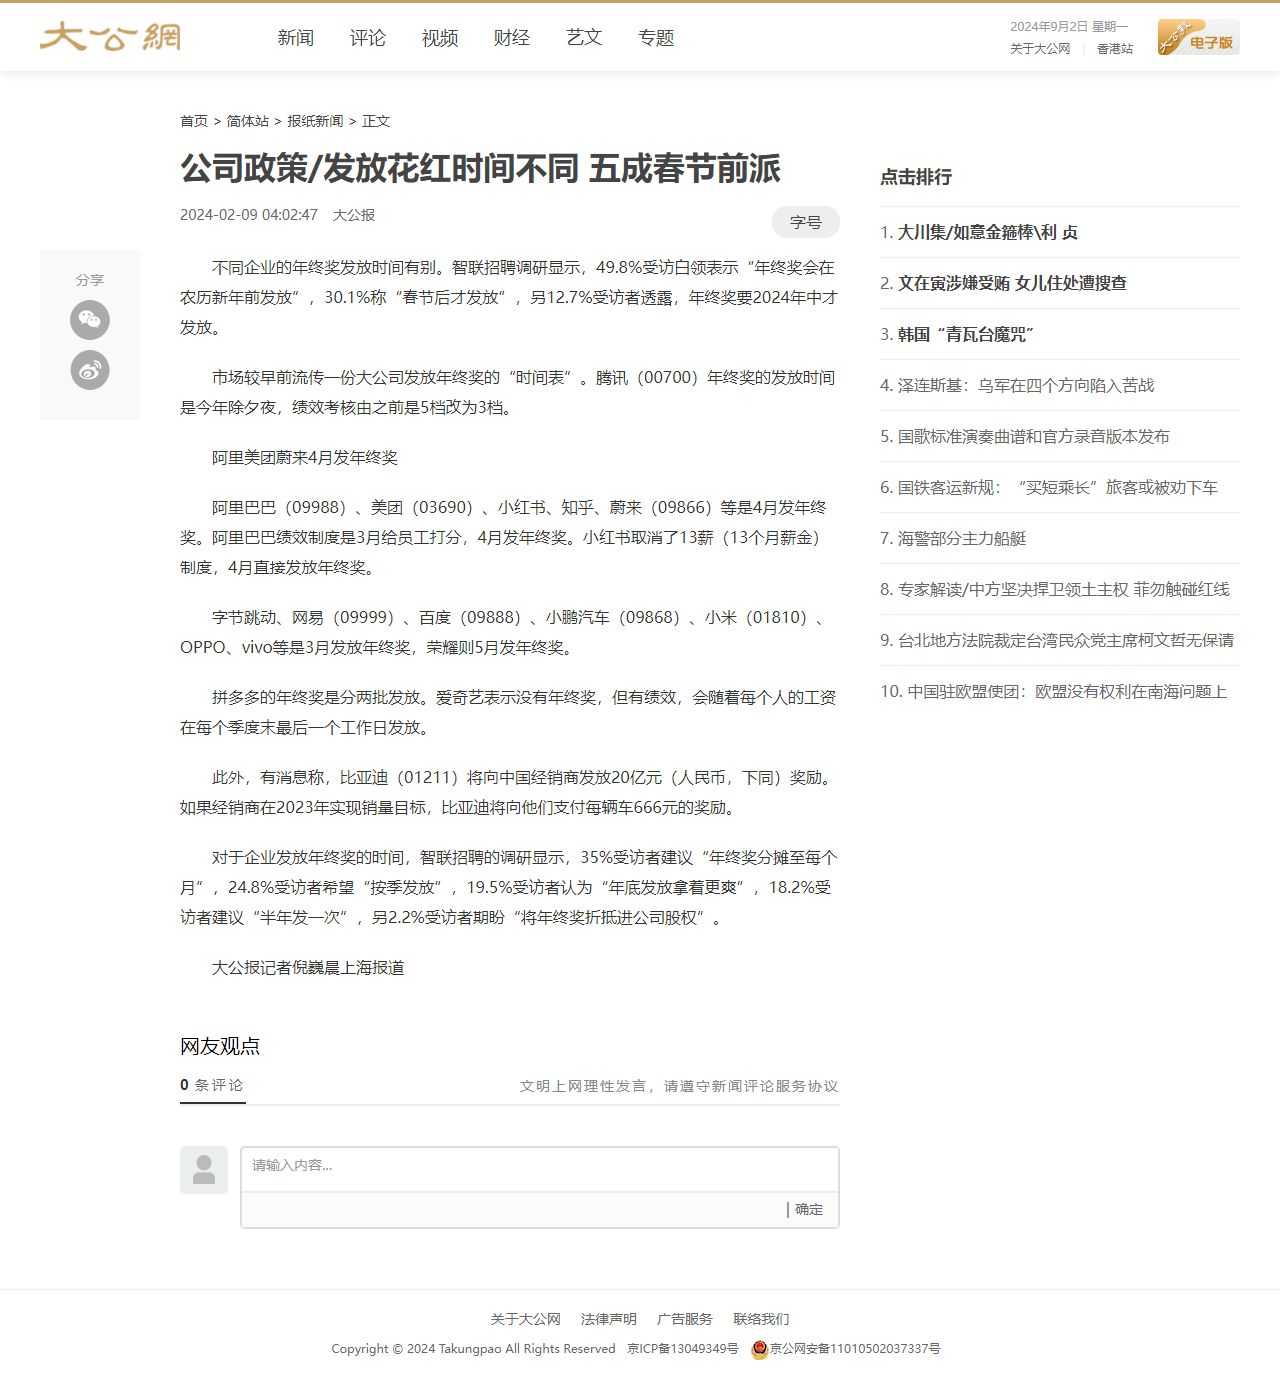 大公網
新闻 评论 视频 财经 艺文 专题
2024年9月2日 星期一
关于大公网 | 香港站
大公报 电子版
首页 > 简体站 > 报纸新闻 > 正文
公司政策/发放花红时间不同 五成春节前派
2024-02-09 04:02:47 大公报
字号
分享
不同企业的年终奖发放时间有别。智联招聘调研显示，49.8%受访白领表示“年终奖会在
农历新年前发放”，30.1%称“春节后才发放”，另12.7%受访者透露，年终奖要2024年中才
发放。
市场较早前流传一份大公司发放年终奖的“时间表”。腾讯（00700）年终奖的发放时间
是今年除夕夜，绩效考核由之前是5档改为3档。
阿里美团蔚来4月发年终奖
阿里巴巴（09988）、美团（03690）、小红书、知乎、蔚来（09866）等是4月发年终
奖。阿里巴巴绩效制度是3月给员工打分，4月发年终奖。小红书取消了13薪（13个月薪金）
制度，4月直接发放年终奖。
字节跳动、网易（09999）、百度（09888）、小鹏汽车（09868）、小米（01810）、
OPPO、vivo等是3月发放年终奖，荣耀则5月发年终奖。
拼多多的年终奖是分两批发放。爱奇艺表示没有年终奖，但有绩效，会随着每个人的工资
在每个季度末最后一个工作日发放。
此外，有消息称，比亚迪（01211）将向中国经销商发放20亿元（人民币，下同）奖励。
如果经销商在2023年实现销量目标，比亚迪将向他们支付每辆车666元的奖励。
对于企业发放年终奖的时间，智联招聘的调研显示，35%受访者建议“年终奖分摊至每个
月”，24.8%受访者希望“按季发放”，19.5%受访者认为“年底发放拿着更爽”，18.2%受
访者建议“半年发一次”，另2.2%受访者期盼“将年终奖折抵进公司股权”。
大公报记者倪巍晨上海报道
网友观点
0 条评论
文明上网理性发言，请遵守新闻评论服务协议
请输入内容...
| 确定
点击排行
1. 大川集/如意金箍棒\利 贞
2. 文在寅涉嫌受贿 女儿住处遭搜查
3. 韩国“青瓦台魔咒”
4. 泽连斯基：乌军在四个方向陷入苦战
5. 国歌标准演奏曲谱和官方录音版本发布
6. 国铁客运新规：“买短乘长”旅客或被劝下车
7. 海警部分主力船艇
8. 专家解读/中方坚决捍卫领土主权 菲勿触碰红线
9. 台北地方法院裁定台湾民众党主席柯文哲无保请
10. 中国驻欧盟使团：欧盟没有权利在南海问题上
关于大公网 法律声明 广告服务 联络我们
Copyright © 2024 Takungpao All Rights Reserved 京ICP备13049349号 京公网安备11010502037337号